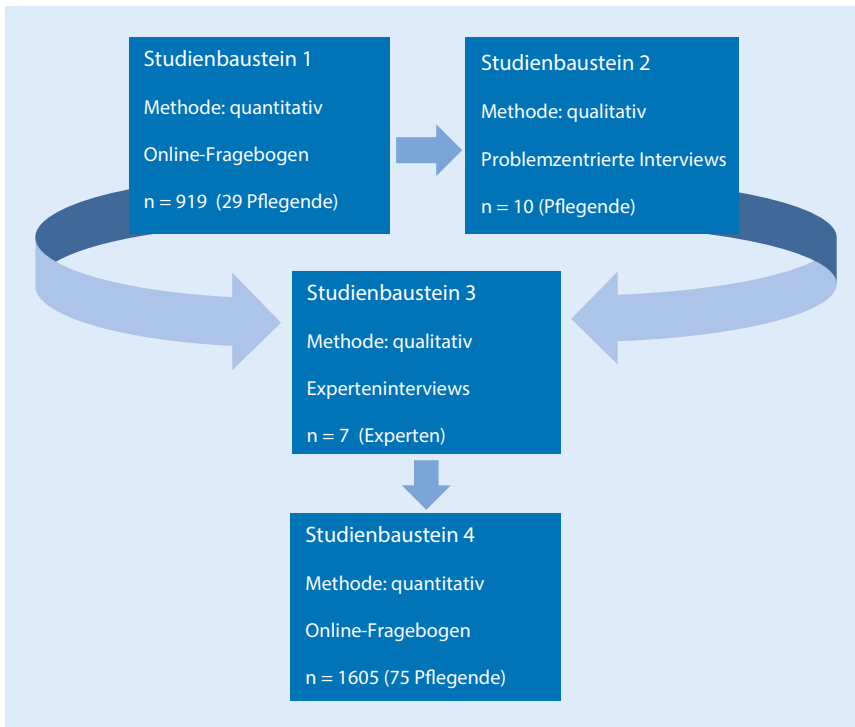 Studienbaustein 1
Methode: quantitativ
Online-Fragebogen
n = 919 (29 Pflegende)
Studienbaustein 2
Methode: qualitativ
Problemzentrierte Interviews
n = 10 (Pflegende)
Studienbaustein 3
Methode: qualitativ
Experteninterviews
n = 7 (Experten)
Studienbaustein 4
Methode: quantitativ
Online-Fragebogen
n = 1605 (75 Pflegende)